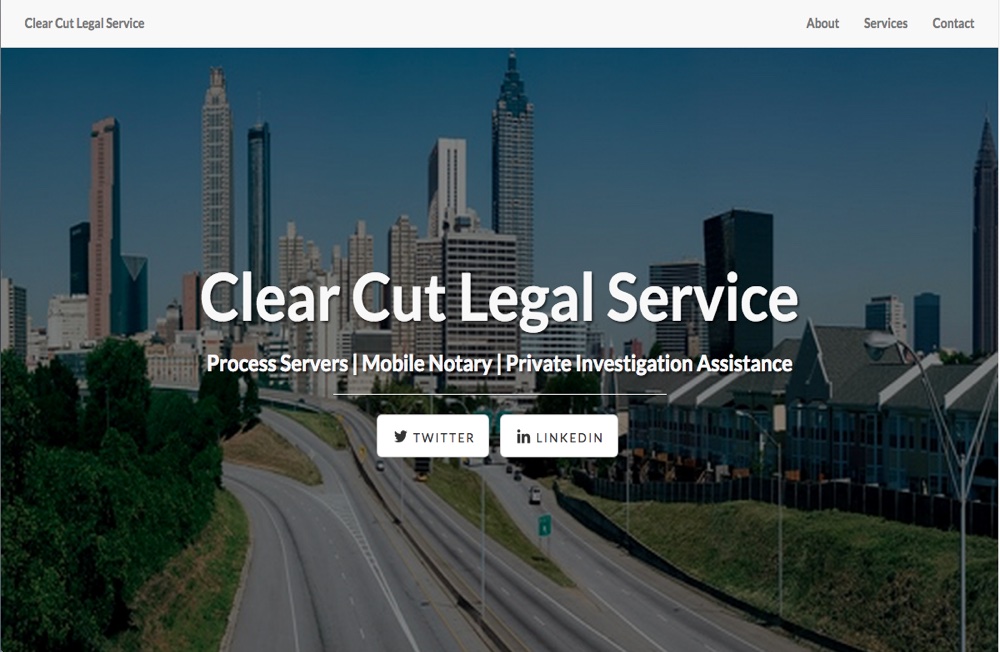 Clear Cut Legal Service
About Services Contact
Clear Cut Legal Service
Process Servers | Mobile Notary | Private Investigation Assistance
TWITTER
in LINKEDIN